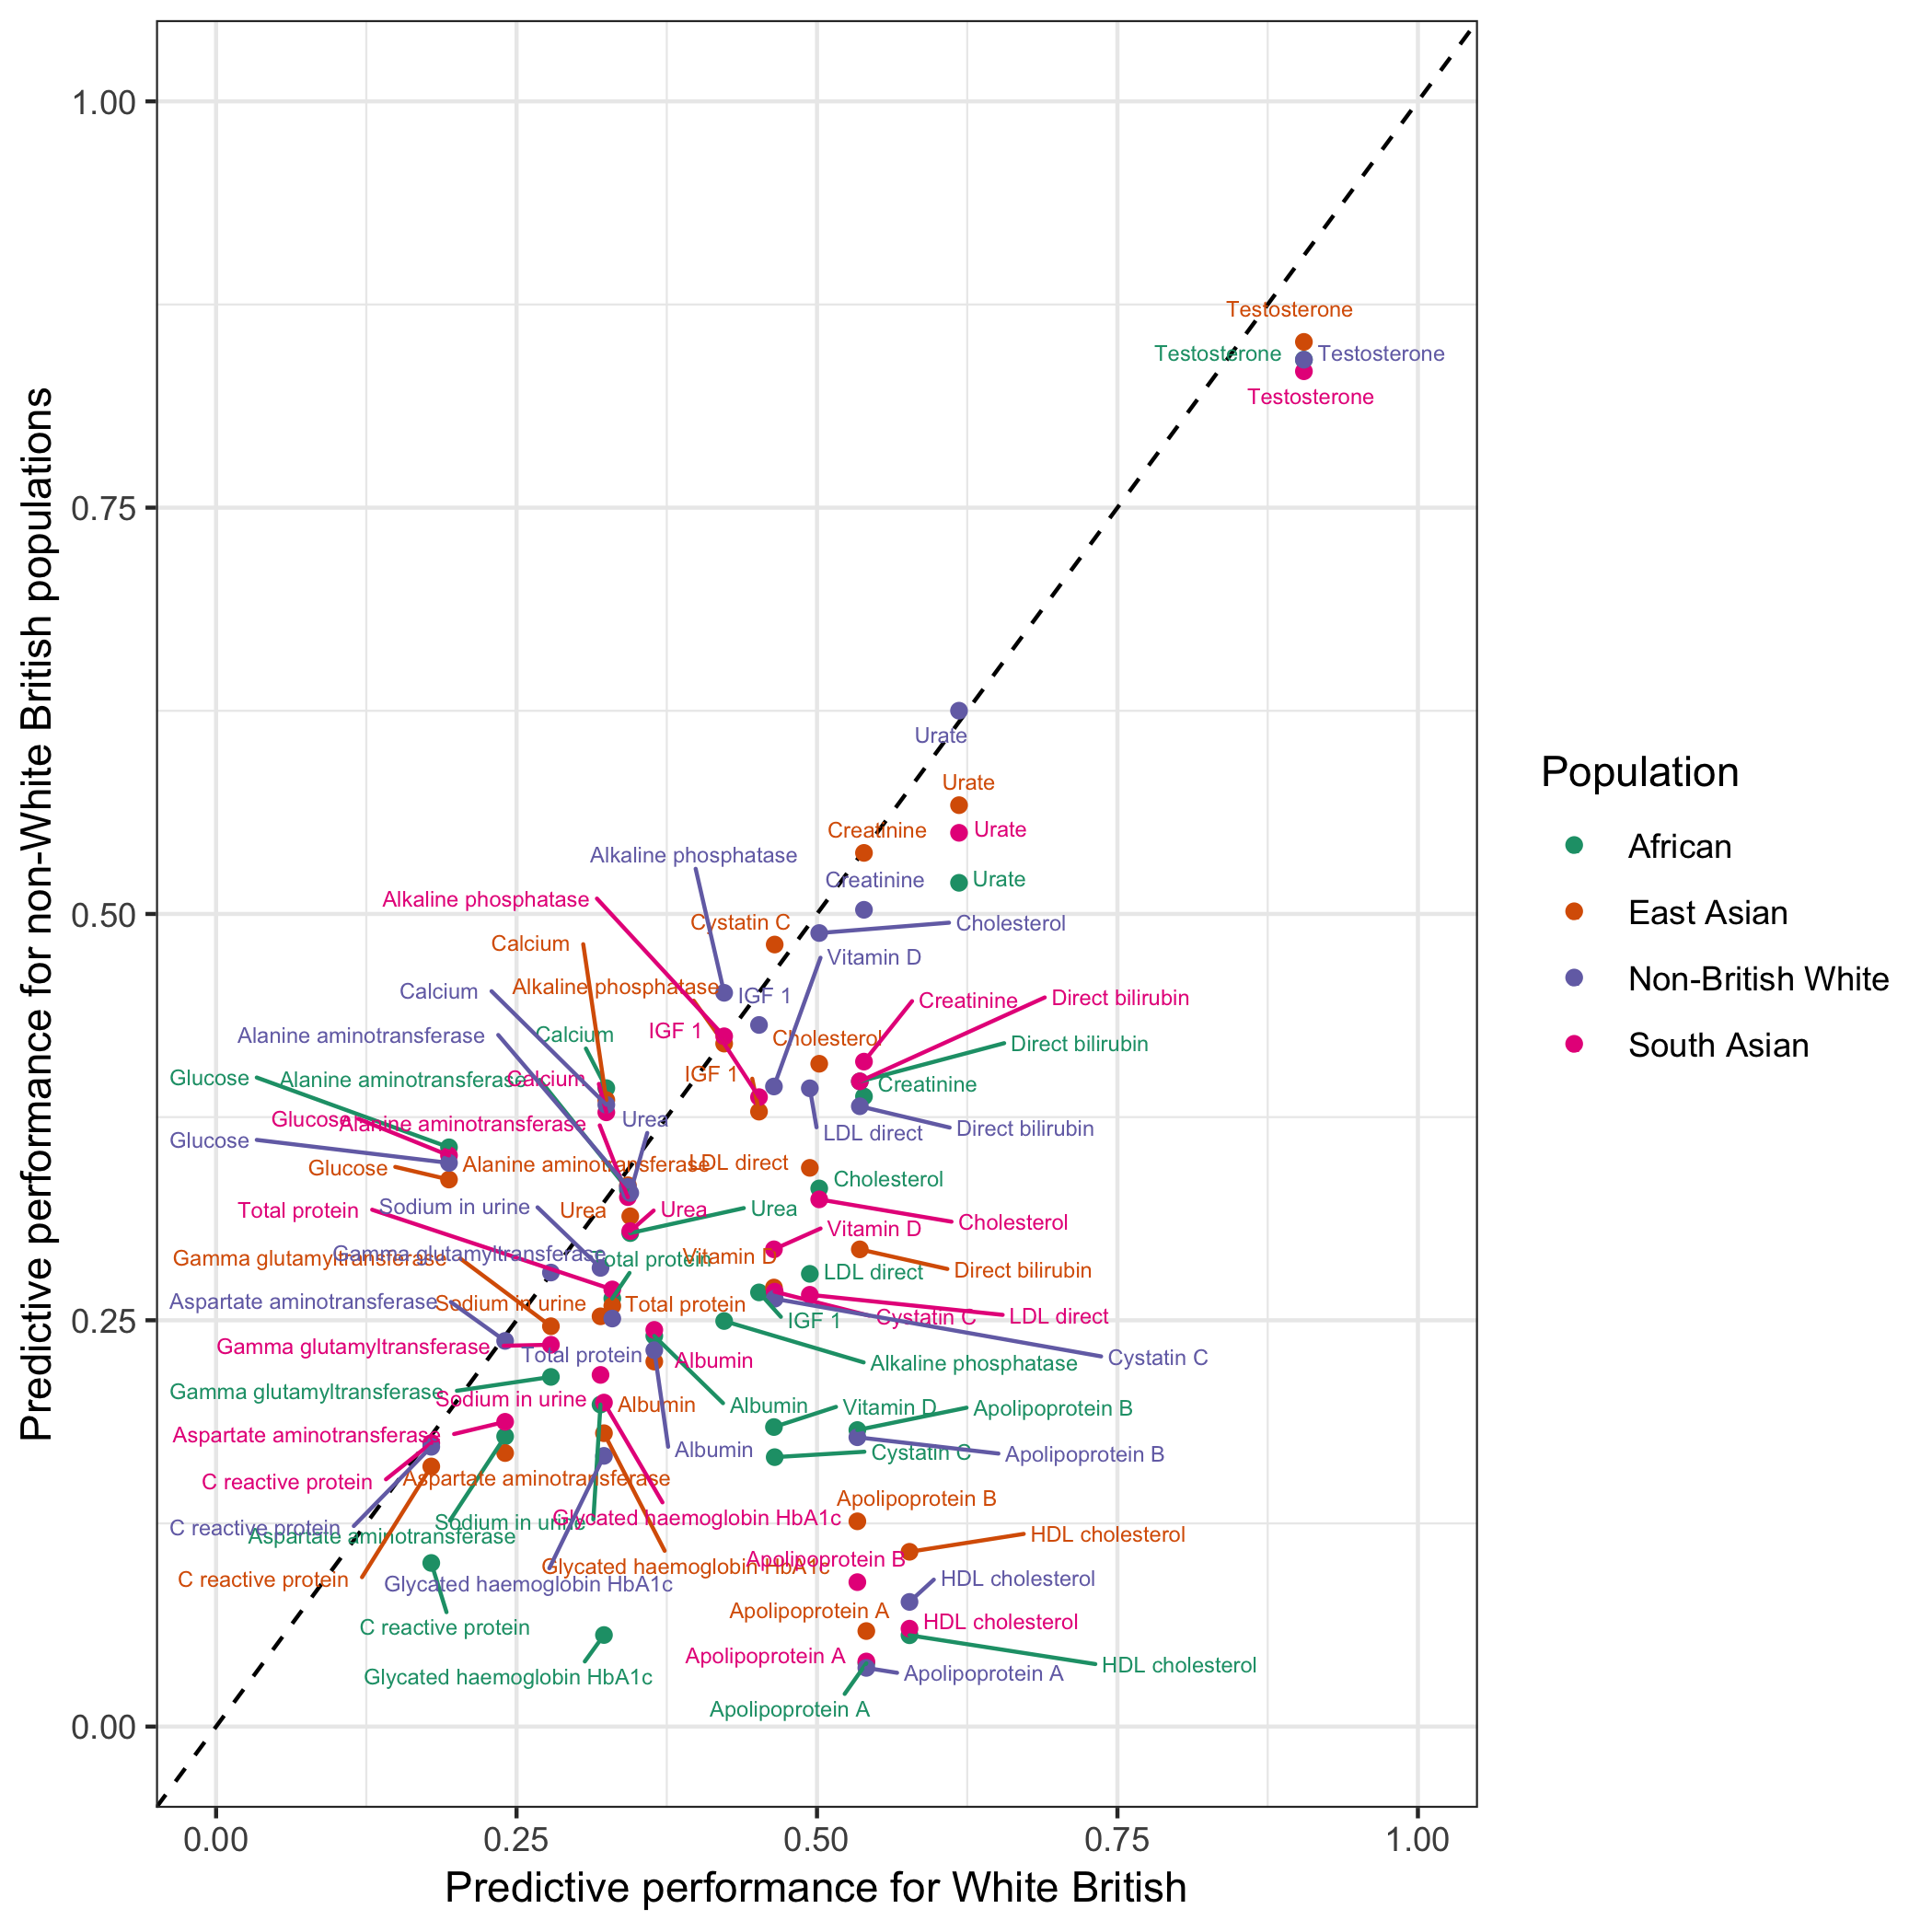 Predictive performance for non-White British populations
1.00
0.75
0.50
0.25
0.00
Testosterone
Testosterone
Testosterone
Testosterone
Urate
Urate
Creatinine
Urate
Alkaline phosphatase
Creatinine
Urate
Alkaline phosphatase
Cystatin C
Cholesterol
Calcium
Vitamin D
Alkaline phosphatase
Calcium
IGF 1
Creatinine
Direct bilirubin
Alanine aminotransferase
Calcium
IGF 1
Cholesterol
Direct bilirubin
Glucose
Alanine aminotransferase
Calcium
IGF 1
Creatinine
Glucose
Alanine aminotransferase
Urea
LDL direct
Direct bilirubin
Glucose
Glucose
Alanine aminotransferase
LDL direct
Cholesterol
Total protein
Sodium in urine
Urea
Urea
Urea
Cholesterol
Vitamin D
Gamma glutamyltransferase
Gamma glutamyltransferase
Total protein
Vitamin D
LDL direct
Direct bilirubin
Aspartate aminotransferase
Sodium in urine
Total protein
IGF 1
Cystatin C
LDL direct
Gamma glutamyltransferase
Total protein
Albumin
Alkaline phosphatase
Cystatin C
Gamma glutamyltransferase
Sodium in urine
Albumin
Albumin
Vitamin D
Apolipoprotein B
Aspartate aminotransferase
Albumin
Cystatin C
Apolipoprotein B
C reactive protein
Aspartate aminotransferase
Apolipoprotein B
C reactive protein
Aspartate aminotransferase
Sodium in urine
Glycated haemoglobin HbA1c
HDL cholesterol
C reactive protein
Glycated haemoglobin HbA1c
Glycated haemoglobin HbA1c
Apolipoprotein B
HDL cholesterol
C reactive protein
Apolipoprotein A
HDL cholesterol
Glycated haemoglobin HbA1c
Apolipoprotein A
Apolipoprotein A
HDL cholesterol
Apolipoprotein A
0.00 0.25 0.50 0.75 1.00
Predictive performance for White British
Population
African
East Asian
Non-British White
South Asian